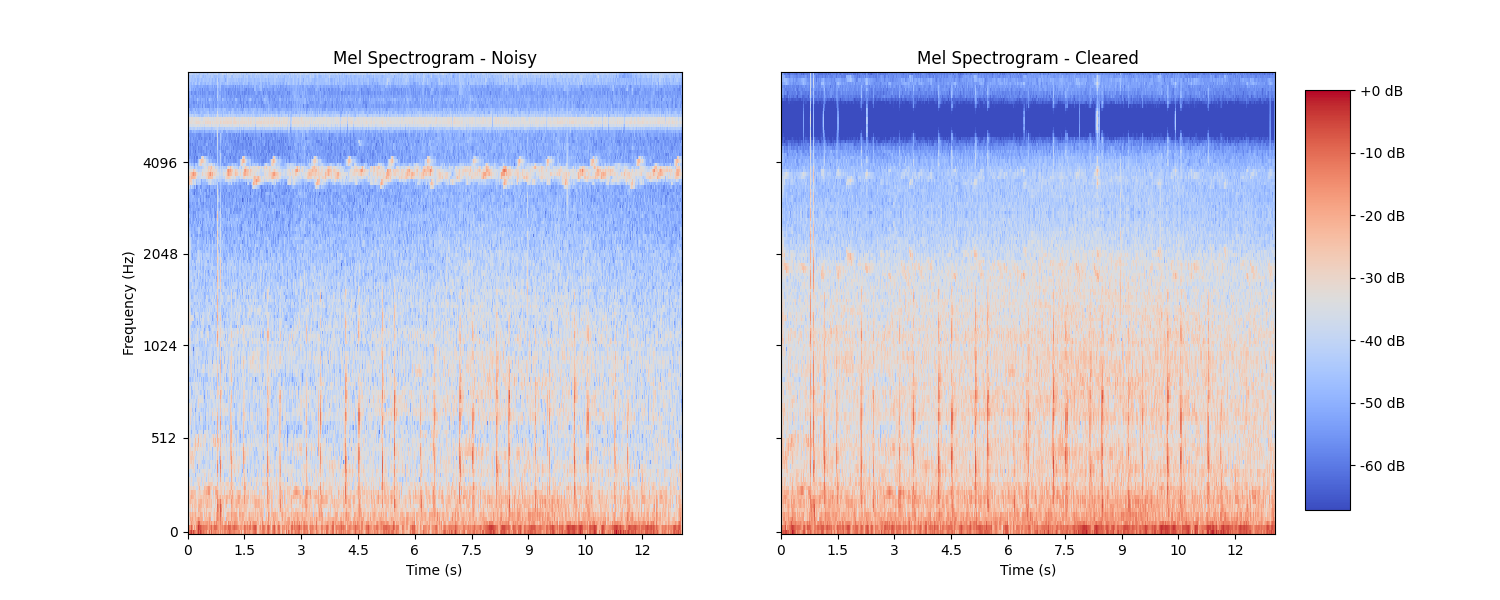 Mel Spectrogram - Noisy
Frequency (Hz)
4096
2048
1024
512
0
0 1.5 3 4.5 6 7.5 9 10 12
Time (s)
Mel Spectrogram - Cleared
0 1.5 3 4.5 6 7.5 9 10 12
Time (s)
+0 dB
-10 dB
-20 dB
-30 dB
-40 dB
-50 dB
-60 dB